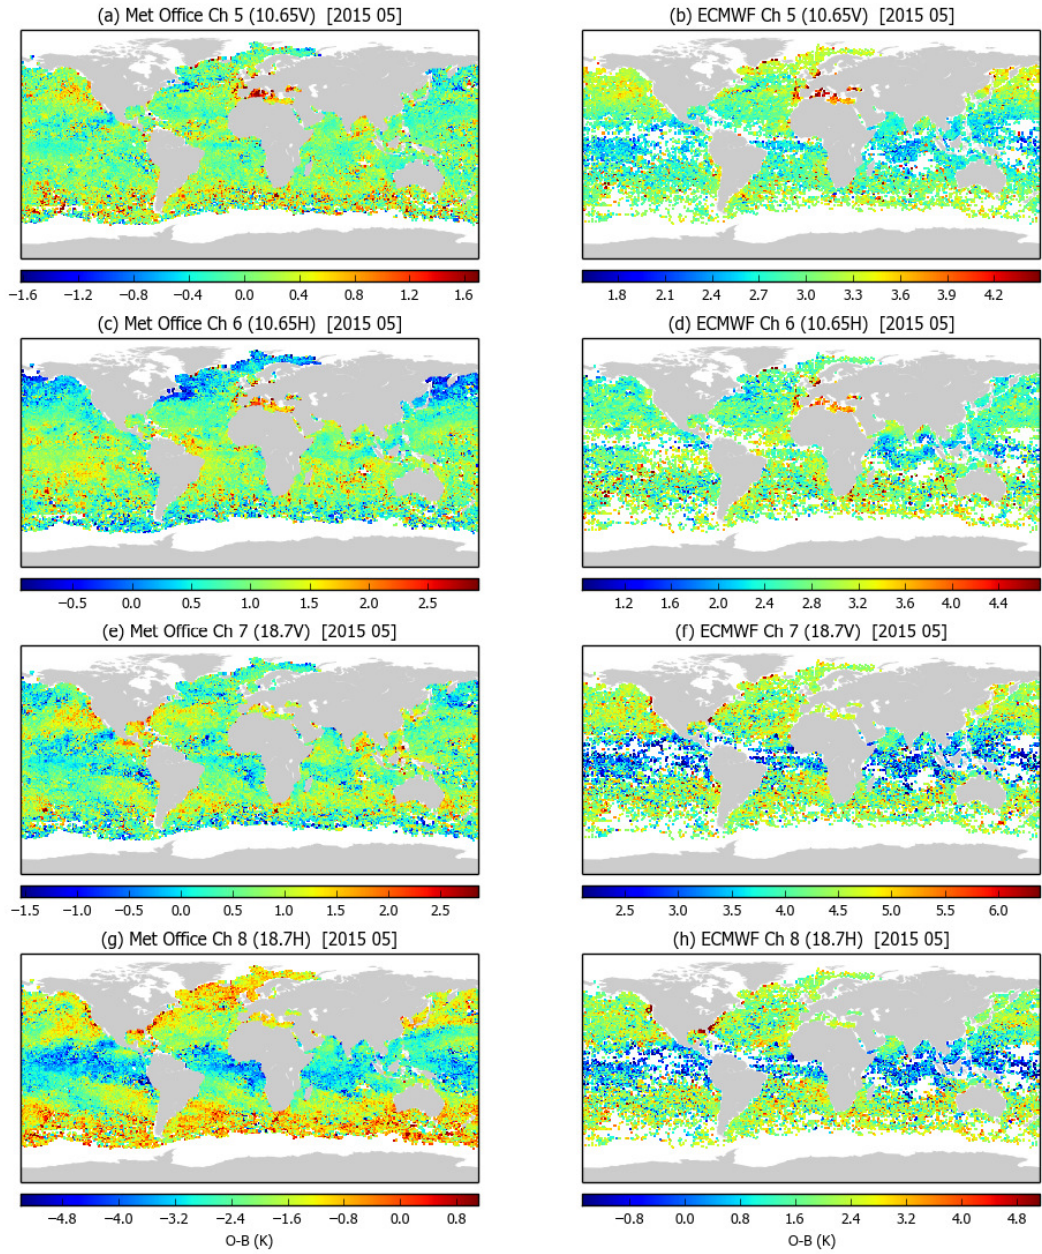 (a) Met Office Ch 5 (10.65V) [2015 05]
(b) ECMWF Ch 5 (10.65V) [2015 05]
−1.6 −1.2 −0.8 −0.4 0.0 0.4 0.8 1.2 1.6
1.8 2.1 2.4 2.7 3.0 3.3 3.6 3.9 4.2
(c) Met Office Ch 6 (10.65H) [2015 05]
(d) ECMWF Ch 6 (10.65H) [2015 05]
−0.5 0.0 0.5 1.0 1.5 2.0 2.5
1.2 1.6 2.0 2.4 2.8 3.2 3.6 4.0 4.4
(e) Met Office Ch 7 (18.7V) [2015 05]
(f) ECMWF Ch 7 (18.7V) [2015 05]
−1.5 −1.0 −0.5 0.0 0.5 1.0 1.5 2.0 2.5
2.5 3.0 3.5 4.0 4.5 5.0 5.5 6.0
(g) Met Office Ch 8 (18.7H) [2015 05]
(h) ECMWF Ch 8 (18.7H) [2015 05]
−4.8 −4.0 −3.2 −2.4 −1.6 −0.8 0.0 0.8
−0.8 0.0 0.8 1.6 2.4 3.2 4.0 4.8
O-B (K)
O-B (K)